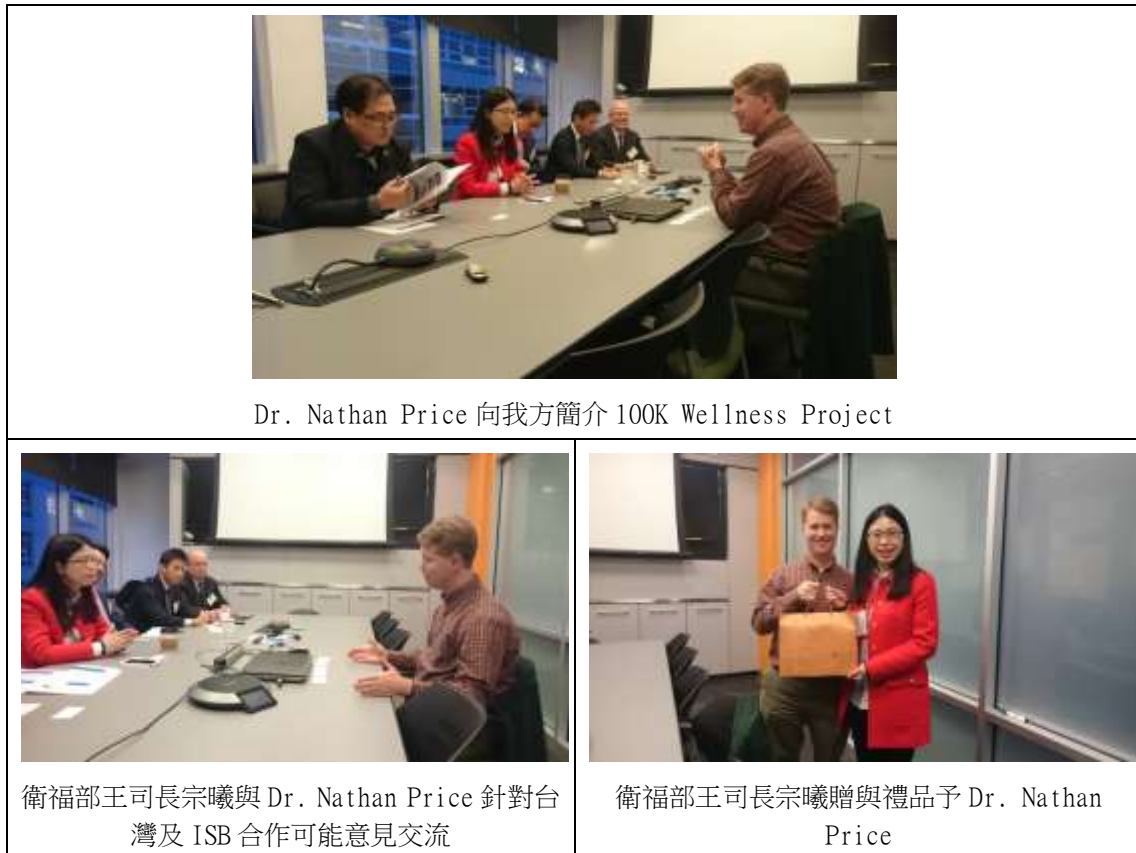 Dr. Nathan Price 向我方簡介 100K Wellness Project
衛福部王司長宗曦與 Dr. Nathan Price 針對台
灣及 ISB 合作可能意見交流
衛福部王司長宗曦贈與禮品予 Dr. Nathan
Price